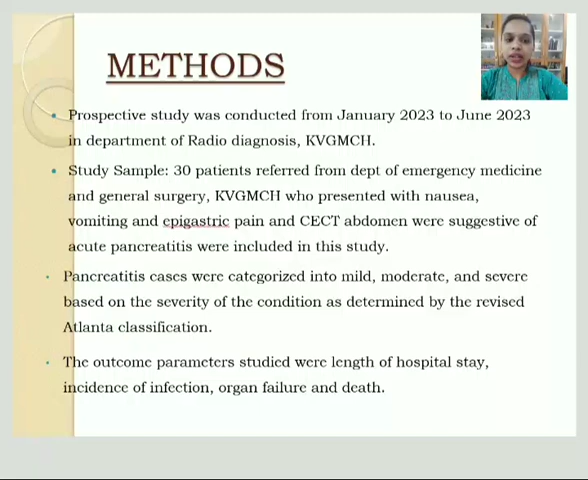 METHODS
Prospective study was conducted from January 2023 to June 2023
in department of Radio diagnosis, KVGMCH.
Study Sample: 30 patients referred from dept of emergency medicine
and general surgery, KVGMCH who presented with nausea,
vomiting and epigastric pain and CECT abdomen were suggestive of
acute pancreatitis were included in this study.
Pancreatitis cases were categorized into mild, moderate, and severe
based on the severity of the condition as determined by the revised
Atlanta classification.
The outcome parameters studied were length of hospital stay,
incidence of infection, organ failure and death.